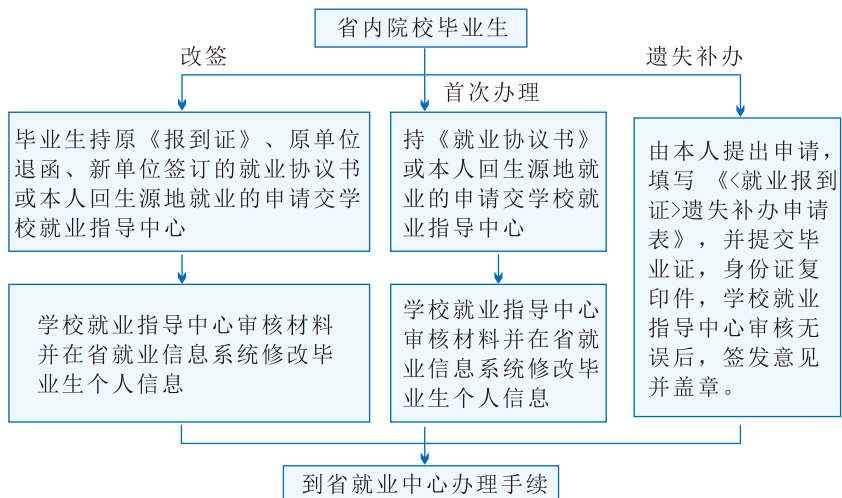 省内院校毕业生
改签
首次办理
遗失补办
毕业生持原《报到证》、原单位
退函、新单位签订的就业协议书
或本人回生源地就业的申请交学
校就业指导中心
持《就业协议书》
或本人回生源地就
业的申请交学校就
业指导中心
由本人提出申请，
填写 《<就业报到
证>遗失补办申请
表》，并提交毕
业证，身份证复
印件，学校就业
指导中心审核无
误后，签发意见
并盖章。
学校就业指导中心审核材料
并在省就业信息系统修改毕
业生个人信息
学校就业指导中心
审核材料并在省就
业信息系统修改毕
业生个人信息
到省就业中心办理手续